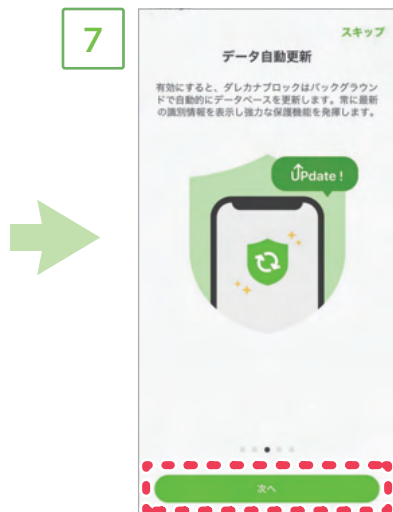 7
スキップ
データ自動更新
有効にすると、ダレカナブロックはバックグラウン
ドで自動的にデータベースを更新します。常に最新
の識別情報を表示し強力な保護機能を発揮します。
UPdate !
次へ